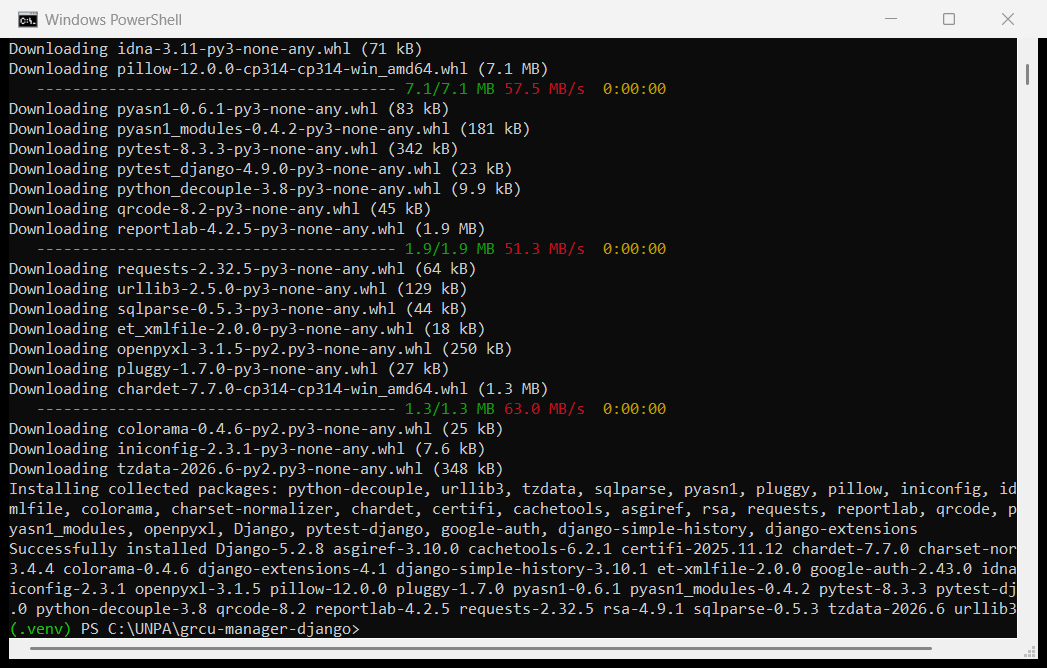 Windows PowerShell
Downloading idna-3.11-py3-none-any.whl (71 kB)
Downloading pillow-12.0.0-cp314-cp314-win_amd64.whl (7.1 MB)
---------------------------------------- 7.1/7.1 MB 57.5 MB/s 0:00:00
Downloading pyasn1-0.6.1-py3-none-any.whl (83 kB)
Downloading pyasn1_modules-0.4.2-py3-none-any.whl (181 kB)
Downloading pytest-8.3.3-py3-none-any.whl (342 kB)
Downloading pytest_django-4.9.0-py3-none-any.whl (23 kB)
Downloading python_decouple-3.8-py3-none-any.whl (9.9 kB)
Downloading qrcode-8.2-py3-none-any.whl (45 kB)
Downloading reportlab-4.2.5-py3-none-any.whl (1.9 MB)
---------------------------------------- 1.9/1.9 MB 51.3 MB/s 0:00:00
Downloading requests-2.32.5-py3-none-any.whl (64 kB)
Downloading urllib3-2.5.0-py3-none-any.whl (129 kB)
Downloading sqlparse-0.5.3-py3-none-any.whl (44 kB)
Downloading et_xmlfile-2.0.0-py3-none-any.whl (18 kB)
Downloading openpyxl-3.1.5-py2.py3-none-any.whl (250 kB)
Downloading pluggy-1.7.0-py3-none-any.whl (27 kB)
Downloading chardet-7.7.0-cp314-cp314-win_amd64.whl (1.3 MB)
---------------------------------------- 1.3/1.3 MB 63.0 MB/s 0:00:00
Downloading colorama-0.4.6-py2.py3-none-any.whl (25 kB)
Downloading iniconfig-2.3.1-py3-none-any.whl (7.6 kB)
Downloading tzdata-2026.6-py2.py3-none-any.whl (348 kB)
Installing collected packages: python-decouple, urllib3, tzdata, sqlparse, pyasn1, pluggy, pillow, iniconfig, id
mlfile, colorama, charset-normalizer, chardet, certifi, cachetools, asgiref, rsa, requests, reportlab, qrcode, p
yasn1_modules, openpyxl, Django, pytest-django, google-auth, django-simple-history, django-extensions
Successfully installed Django-5.2.8 asgiref-3.10.0 cachetools-6.2.1 certifi-2025.11.12 chardet-7.7.0 charset-nor
3.4.4 colorama-0.4.6 django-extensions-4.1 django-simple-history-3.10.1 et-xmlfile-2.0.0 google-auth-2.43.0 idna
iconfig-2.3.1 openpyxl-3.1.5 pillow-12.0.0 pluggy-1.7.0 pyasn1-0.6.1 pyasn1_modules-0.4.2 pytest-8.3.3 pytest-dj
.0 python-decouple-3.8 qrcode-8.2 reportlab-4.2.5 requests-2.32.5 rsa-4.9.1 sqlparse-0.5.3 tzdata-2026.6 urllib3
(.venv) PS C:\UNPA\grcu-manager-django>